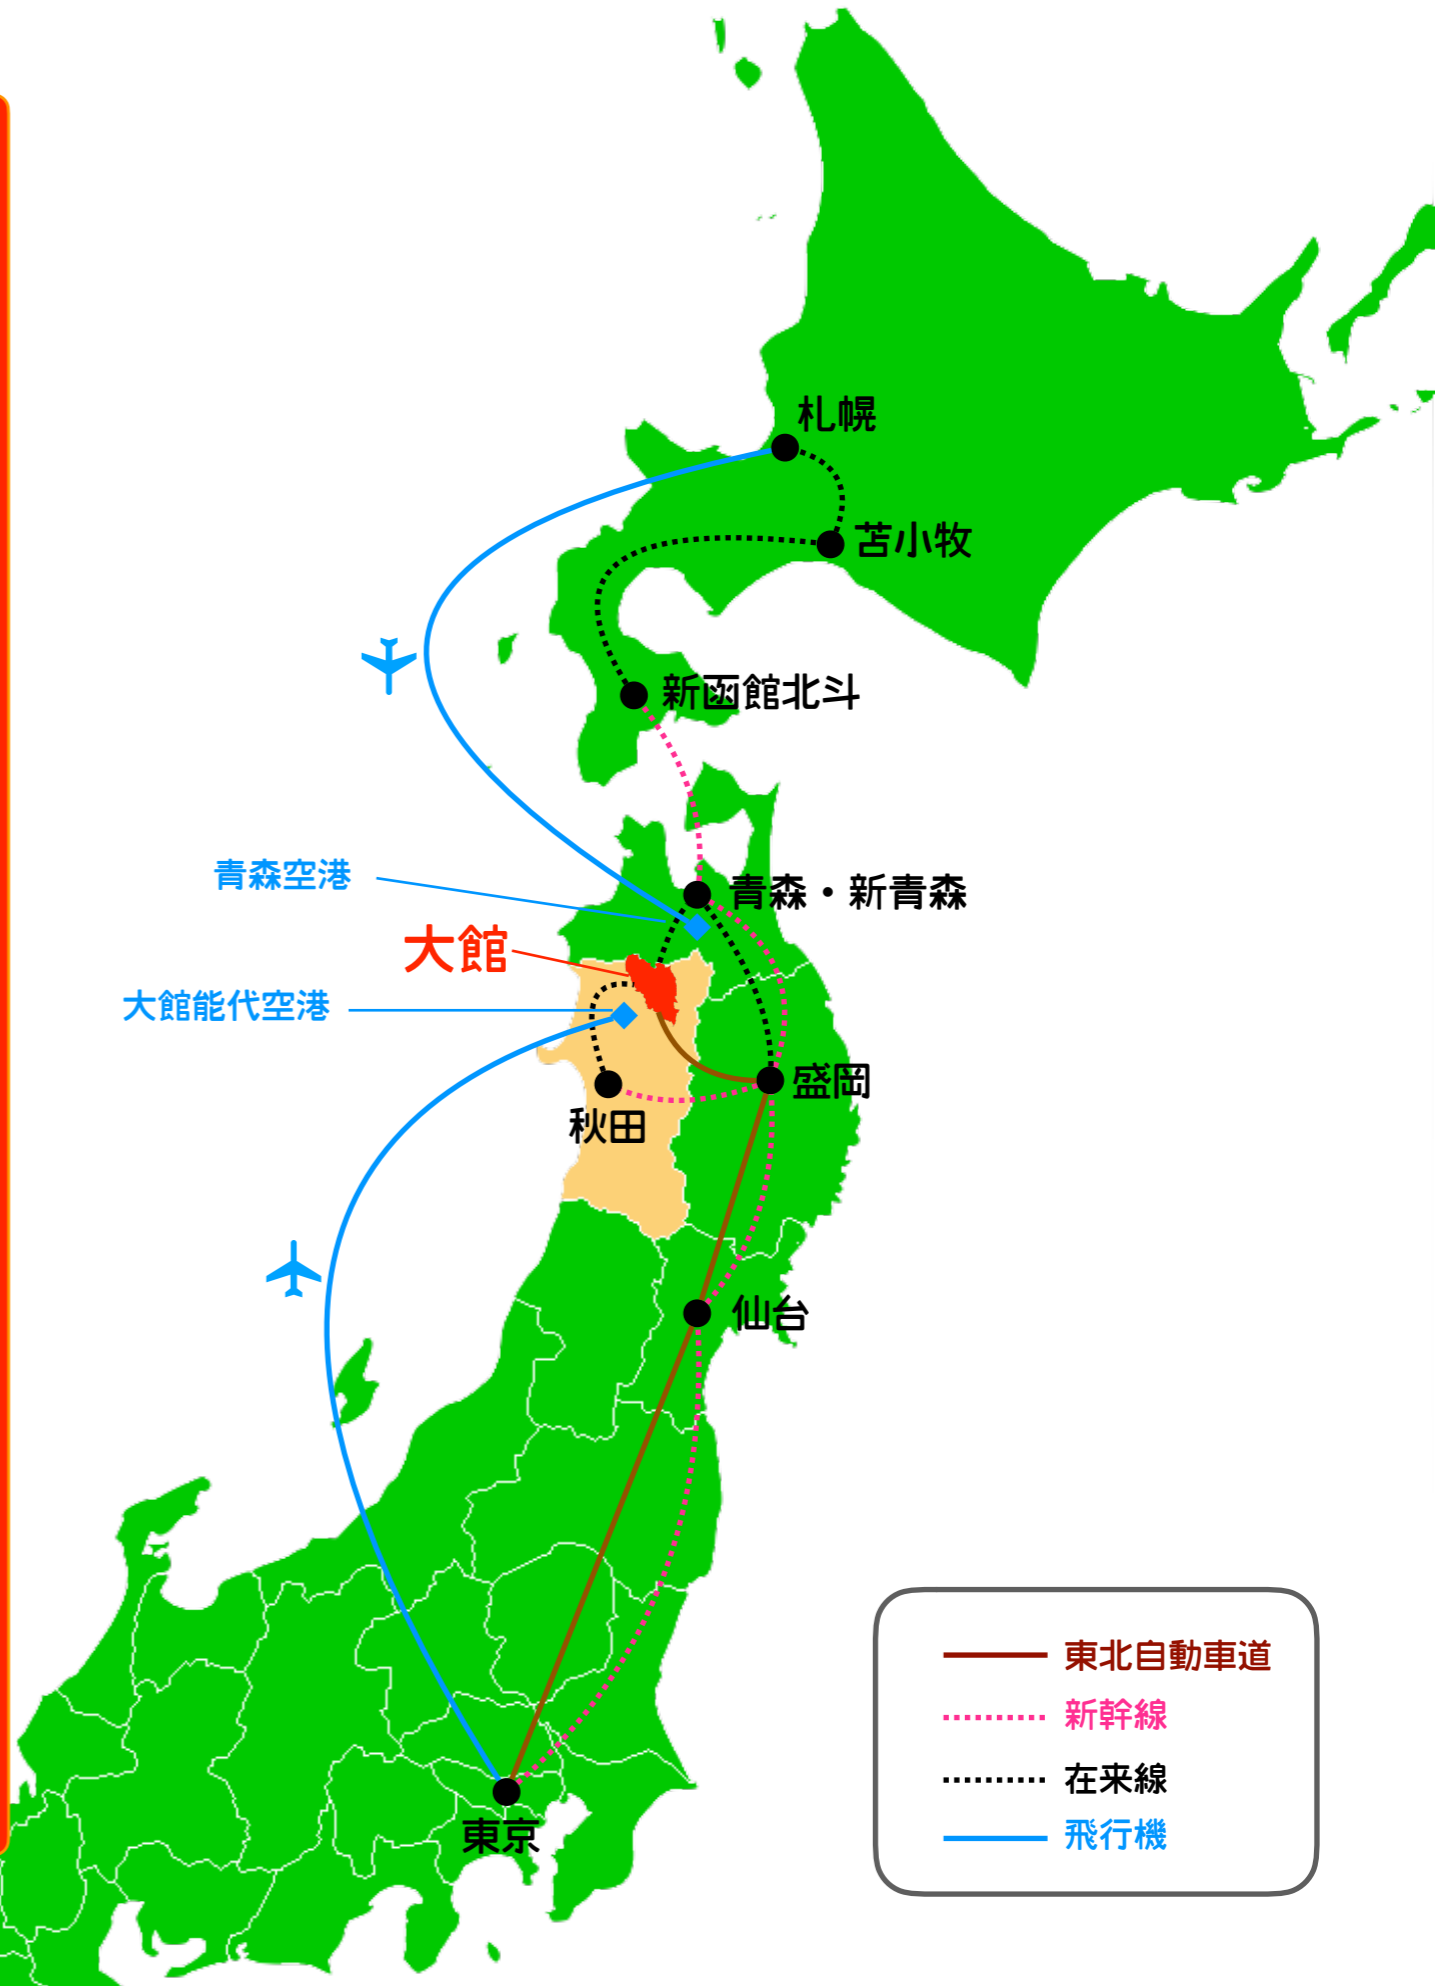 札幌
苫小牧
新函館北斗
青森空港
青森・新青森
大館
大館能代空港
盛岡
秋田
仙台
東京
東北自動車道
新幹線
在来線
飛行機